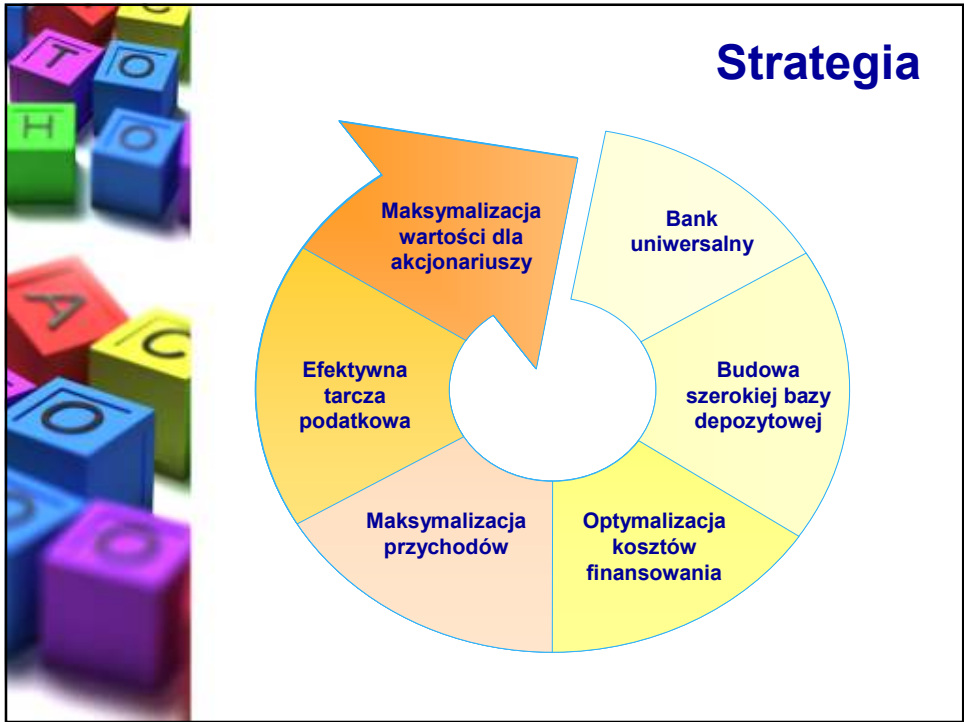 Strategia
Bank
uniwersalny
Budowa
szerokiej bazy
depozytowej
Optymalizacja
kosztów
finansowania
Maksymalizacja
przychodów
Efektywna
tarcza
podatkowa
Maksymalizacja
wartości dla
akcjonariuszy
T O
H O
A C
O
O